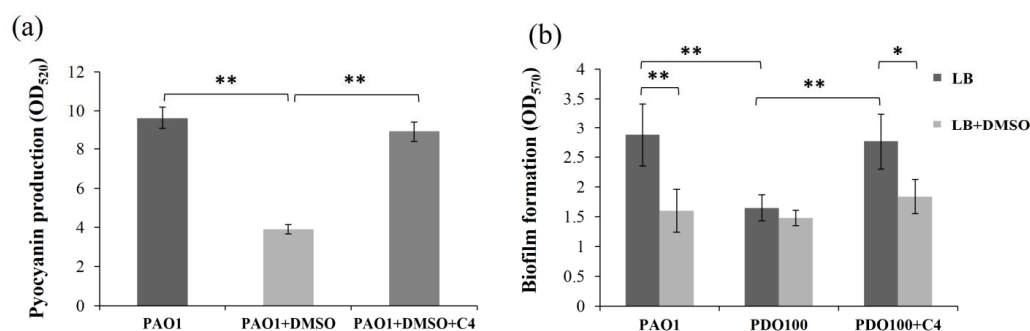 (a)
Pyocyanin production (OD520)
12
10
8
6
4
2
0
**
**
PAO1
PAO1+DMSO
PAO1+DMSO+C4
(b)
Biofilm formation (OD570)
4
3.5
3
2.5
2
1.5
1
0.5
0
**
**
**
*
PAO1
PDO100
PDO100+C4
LB
LB+DMSO